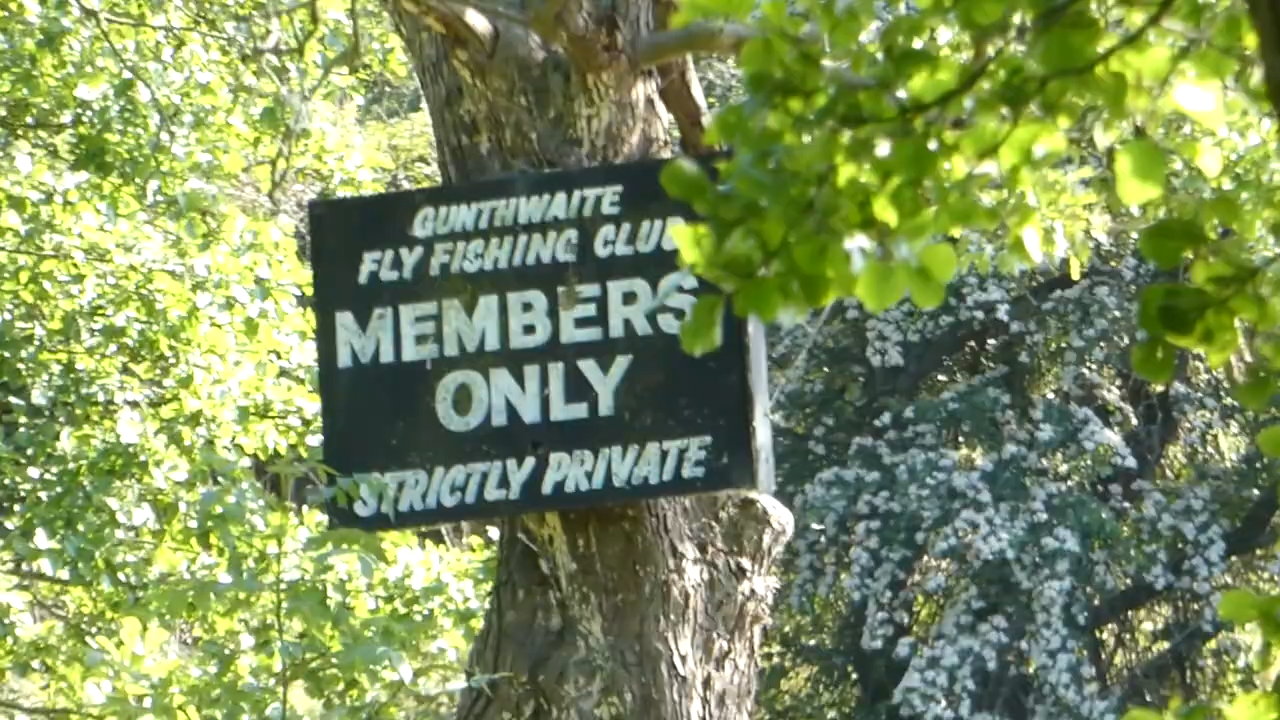 GUNTHWAITE
FLY FISHING CLUB
MEMBERS
ONLY
STRICTLY PRIVATE